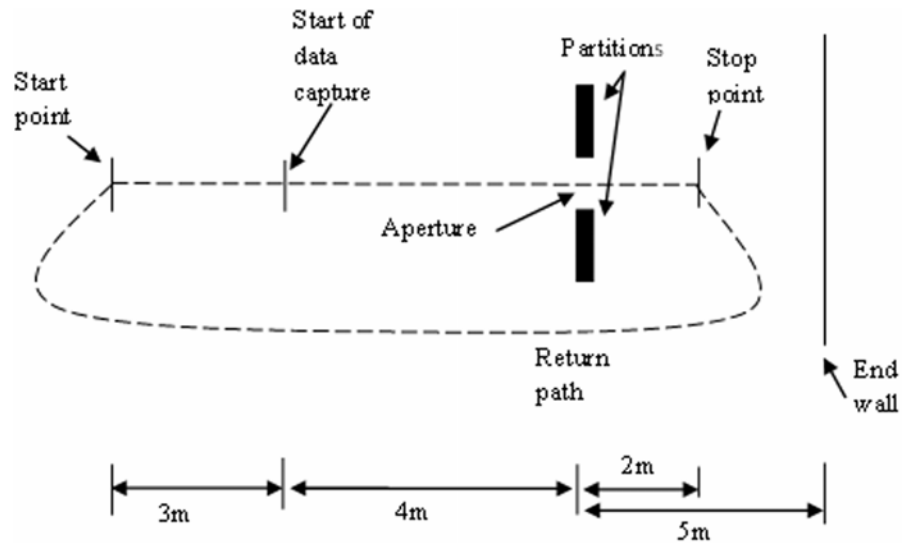 Start of
data
capture
Partitions
Stop
point
Start
point
Aperture
Return
path
End
wall
2m
3m
4m
5m